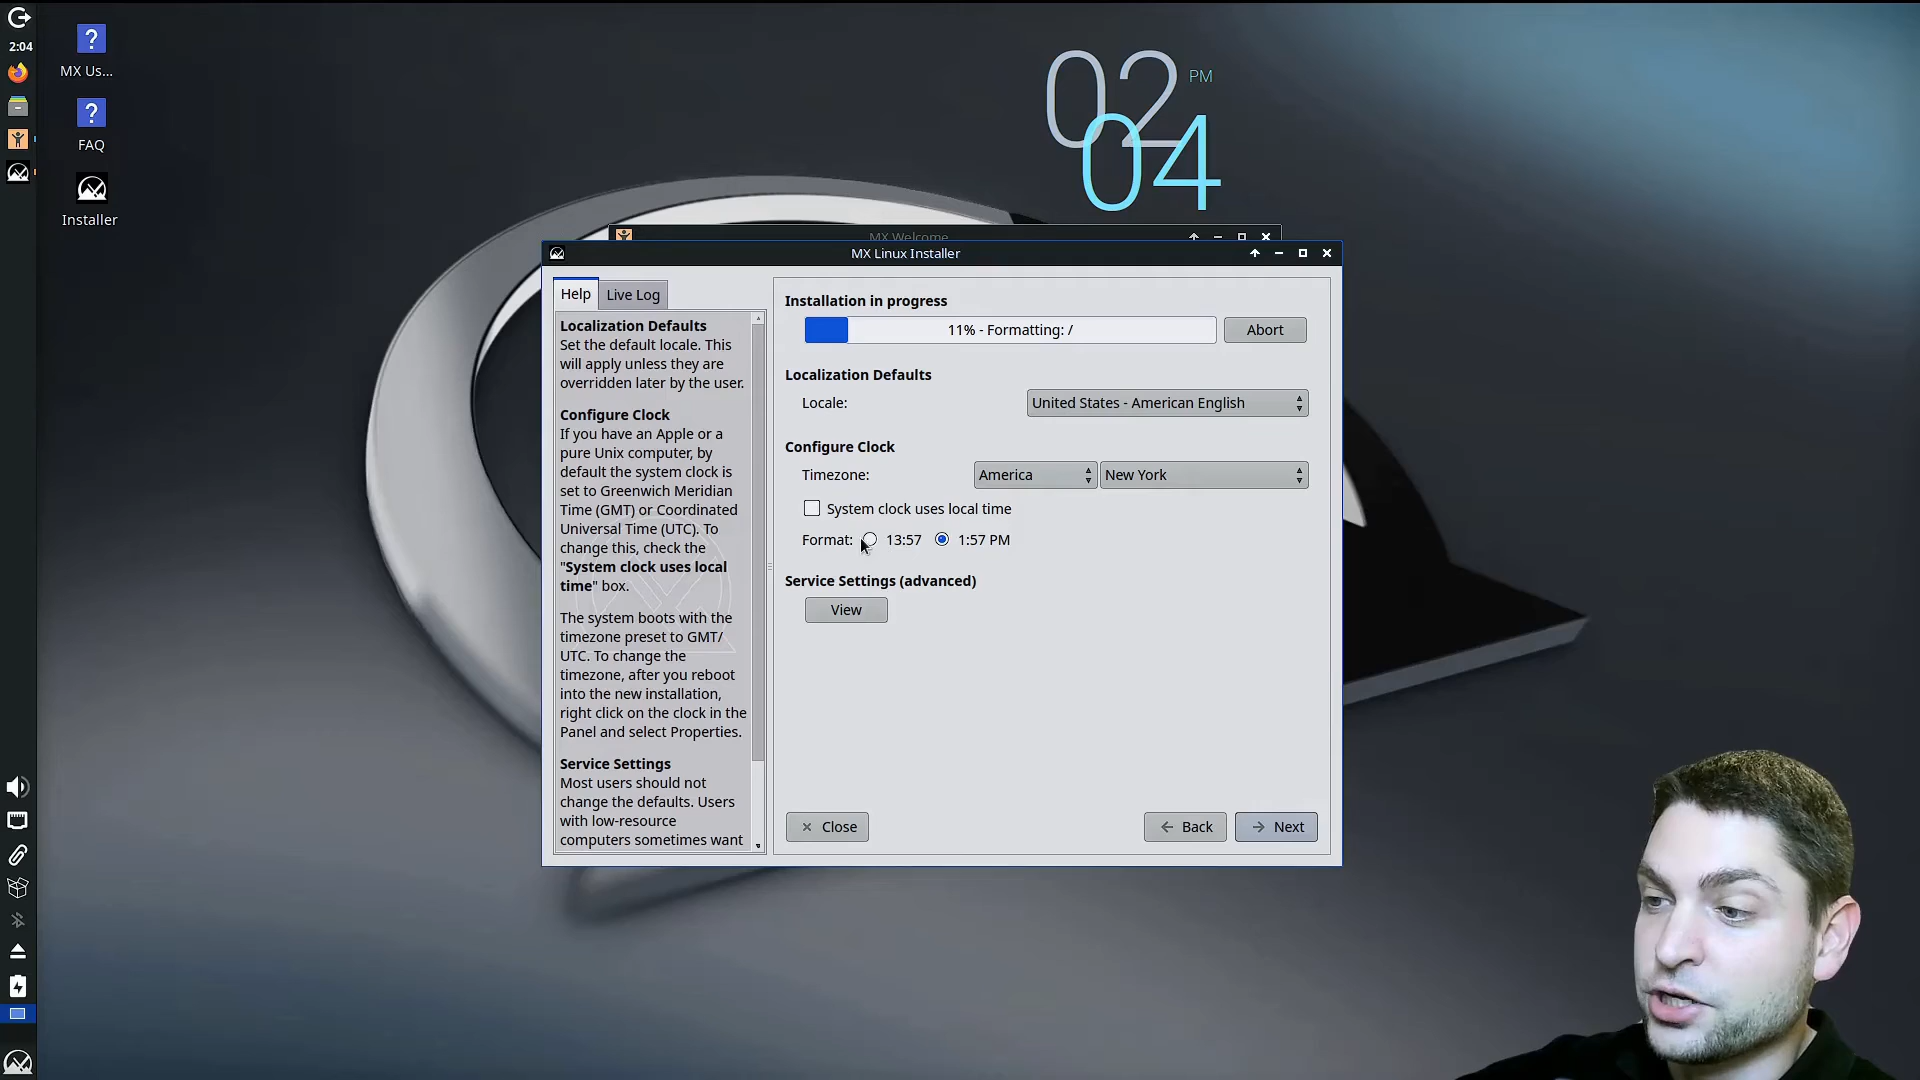 2:04
? MX Us...
? FAQ
Installer
02 PM
04
MX Welcome
MX Linux Installer
Help
Live Log
Localization Defaults
Set the default locale. This
will apply unless they are
overridden later by the user.
Configure Clock
If you have an Apple or a
pure Unix computer, by
default the system clock is
set to Greenwich Meridian
Time (GMT) or Coordinated
Universal Time (UTC). To
change this, check the
"System clock uses local
time" box.
The system boots with the
timezone preset to GMT/
UTC. To change the
timezone, after you reboot
into the new installation,
right click on the clock in the
Panel and select Properties.
Service Settings
Most users should not
change the defaults. Users
with low-resource
computers sometimes want
Installation in progress
11% - Formatting: /
Abort
Localization Defaults
Locale: United States - American English
Configure Clock
Timezone: America New York
System clock uses local time
Format: 13:57 1:57 PM
Service Settings (advanced)
View
Close
Back
Next